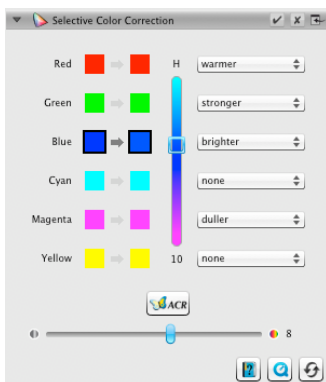 Selective Color Correction
Red H warmer
Green stronger
Blue brighter
Cyan none
Magenta duller
Yellow 10 none
ACR
8
?